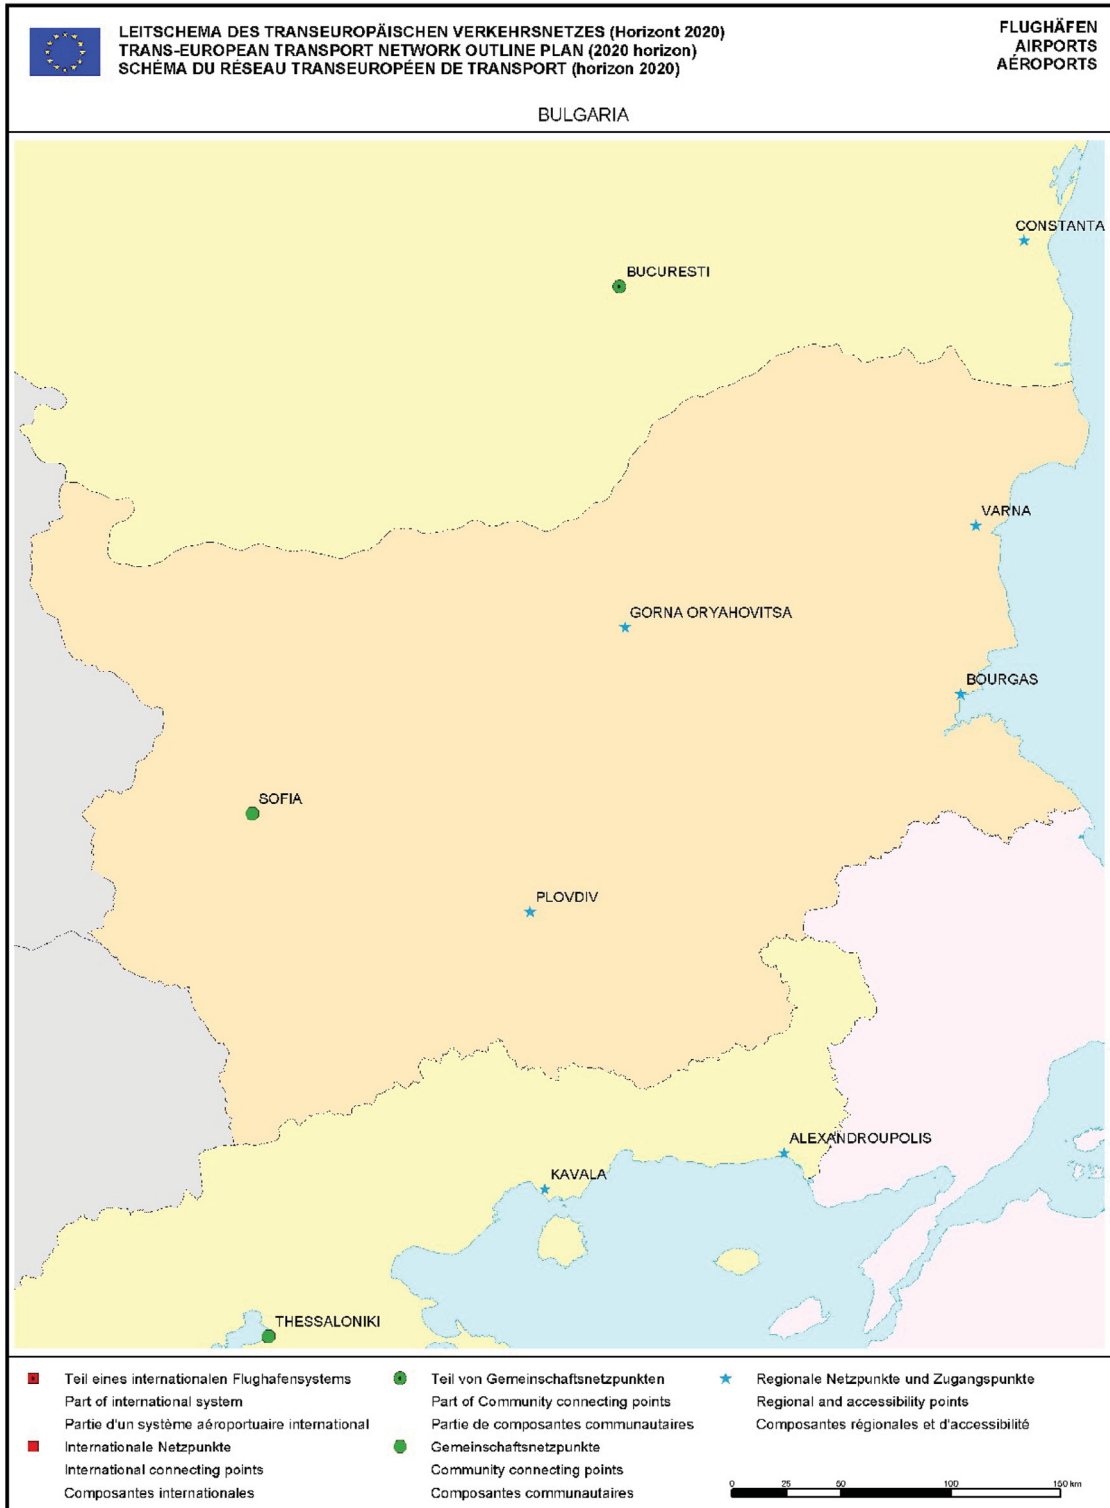 LEITSCHEMA DES TRANSEUROPÄISCHEN VERKEHRSNETZES (Horizont 2020)
TRANS-EUROPEAN TRANSPORT NETWORK OUTLINE PLAN (2020 horizon)
SCHÉMA DU RÉSEAU TRANSEUROPÉEN DE TRANSPORT (horizon 2020)
FLUGHÄFEN
AIRPORTS
AÉROPORTS
BULGARIA
CONSTANTA
BUCURESTI
VARNA
GORNA ORYAHOVITSA
BOURGAS
SOFIA
PLOVDIV
ALEXANDROUPOLIS
KAVALA
THESSALONIKI
Teil eines internationalen Flughafensystems
Part of international system
Partie d'un système aéroportuaire international
Internationale Netzpunkte
International connecting points
Composantes internationales
Teil von Gemeinschaftsnetzpunkten
Part of Community connecting points
Partie de composantes communautaires
Gemeinschaftsnetzpunkte
Community connecting points
Composantes communautaires
Regionale Netzpunkte und Zugangspunkte
Regional and accessibility points
Composantes régionales et d'accessibilité
0 25 50 100 150 km